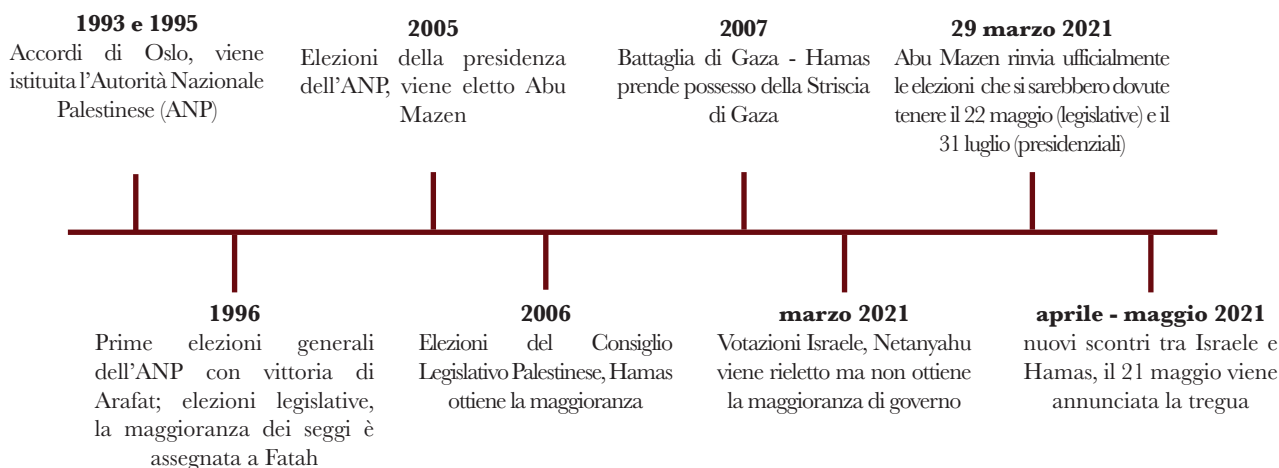 1993 e 1995
Accordi di Oslo, viene
istituita l'Autorità Nazionale
Palestinese (ANP)
2005
Elezioni della presidenza
dell'ANP, viene eletto Abu
Mazen
2007
Battaglia di Gaza - Hamas
prende possesso della Striscia
di Gaza
29 marzo 2021
Abu Mazen rinvia ufficialmente
le elezioni che si sarebbero dovute
tenere il 22 maggio (legislative) e il
31 luglio (presidenziali)
1996
Prime elezioni generali
dell'ANP con vittoria di
Arafat; elezioni legislative,
la maggioranza dei seggi è
assegnata a Fatah
2006
Elezioni del Consiglio
Legislativo Palestinese, Hamas
ottiene la maggioranza
marzo 2021
Votazioni Israele, Netanyahu
viene rieletto ma non ottiene
la maggioranza di governo
aprile - maggio 2021
nuovi scontri tra Israele e
Hamas, il 21 maggio viene
annunciata la tregua